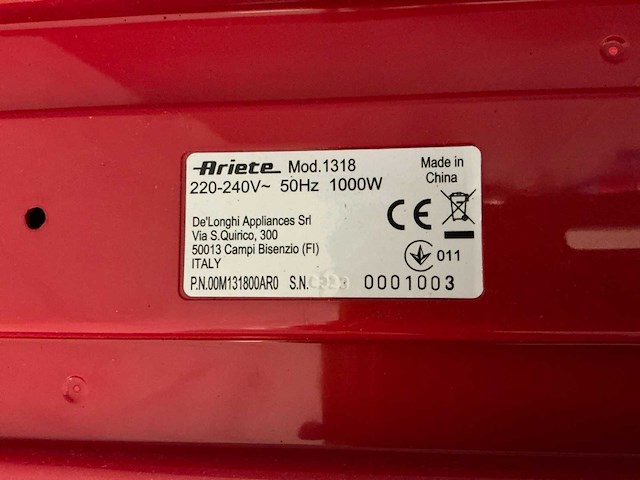 Ariete Mod.1318
220-240V~ 50Hz 1000W
Made in
China
De'Longhi Appliances Srl
Via S.Quirico, 300
50013 Campi Bisenzio (FI)
ITALY
CE
011
P.N.00M131800AR0 S.N. 0001003